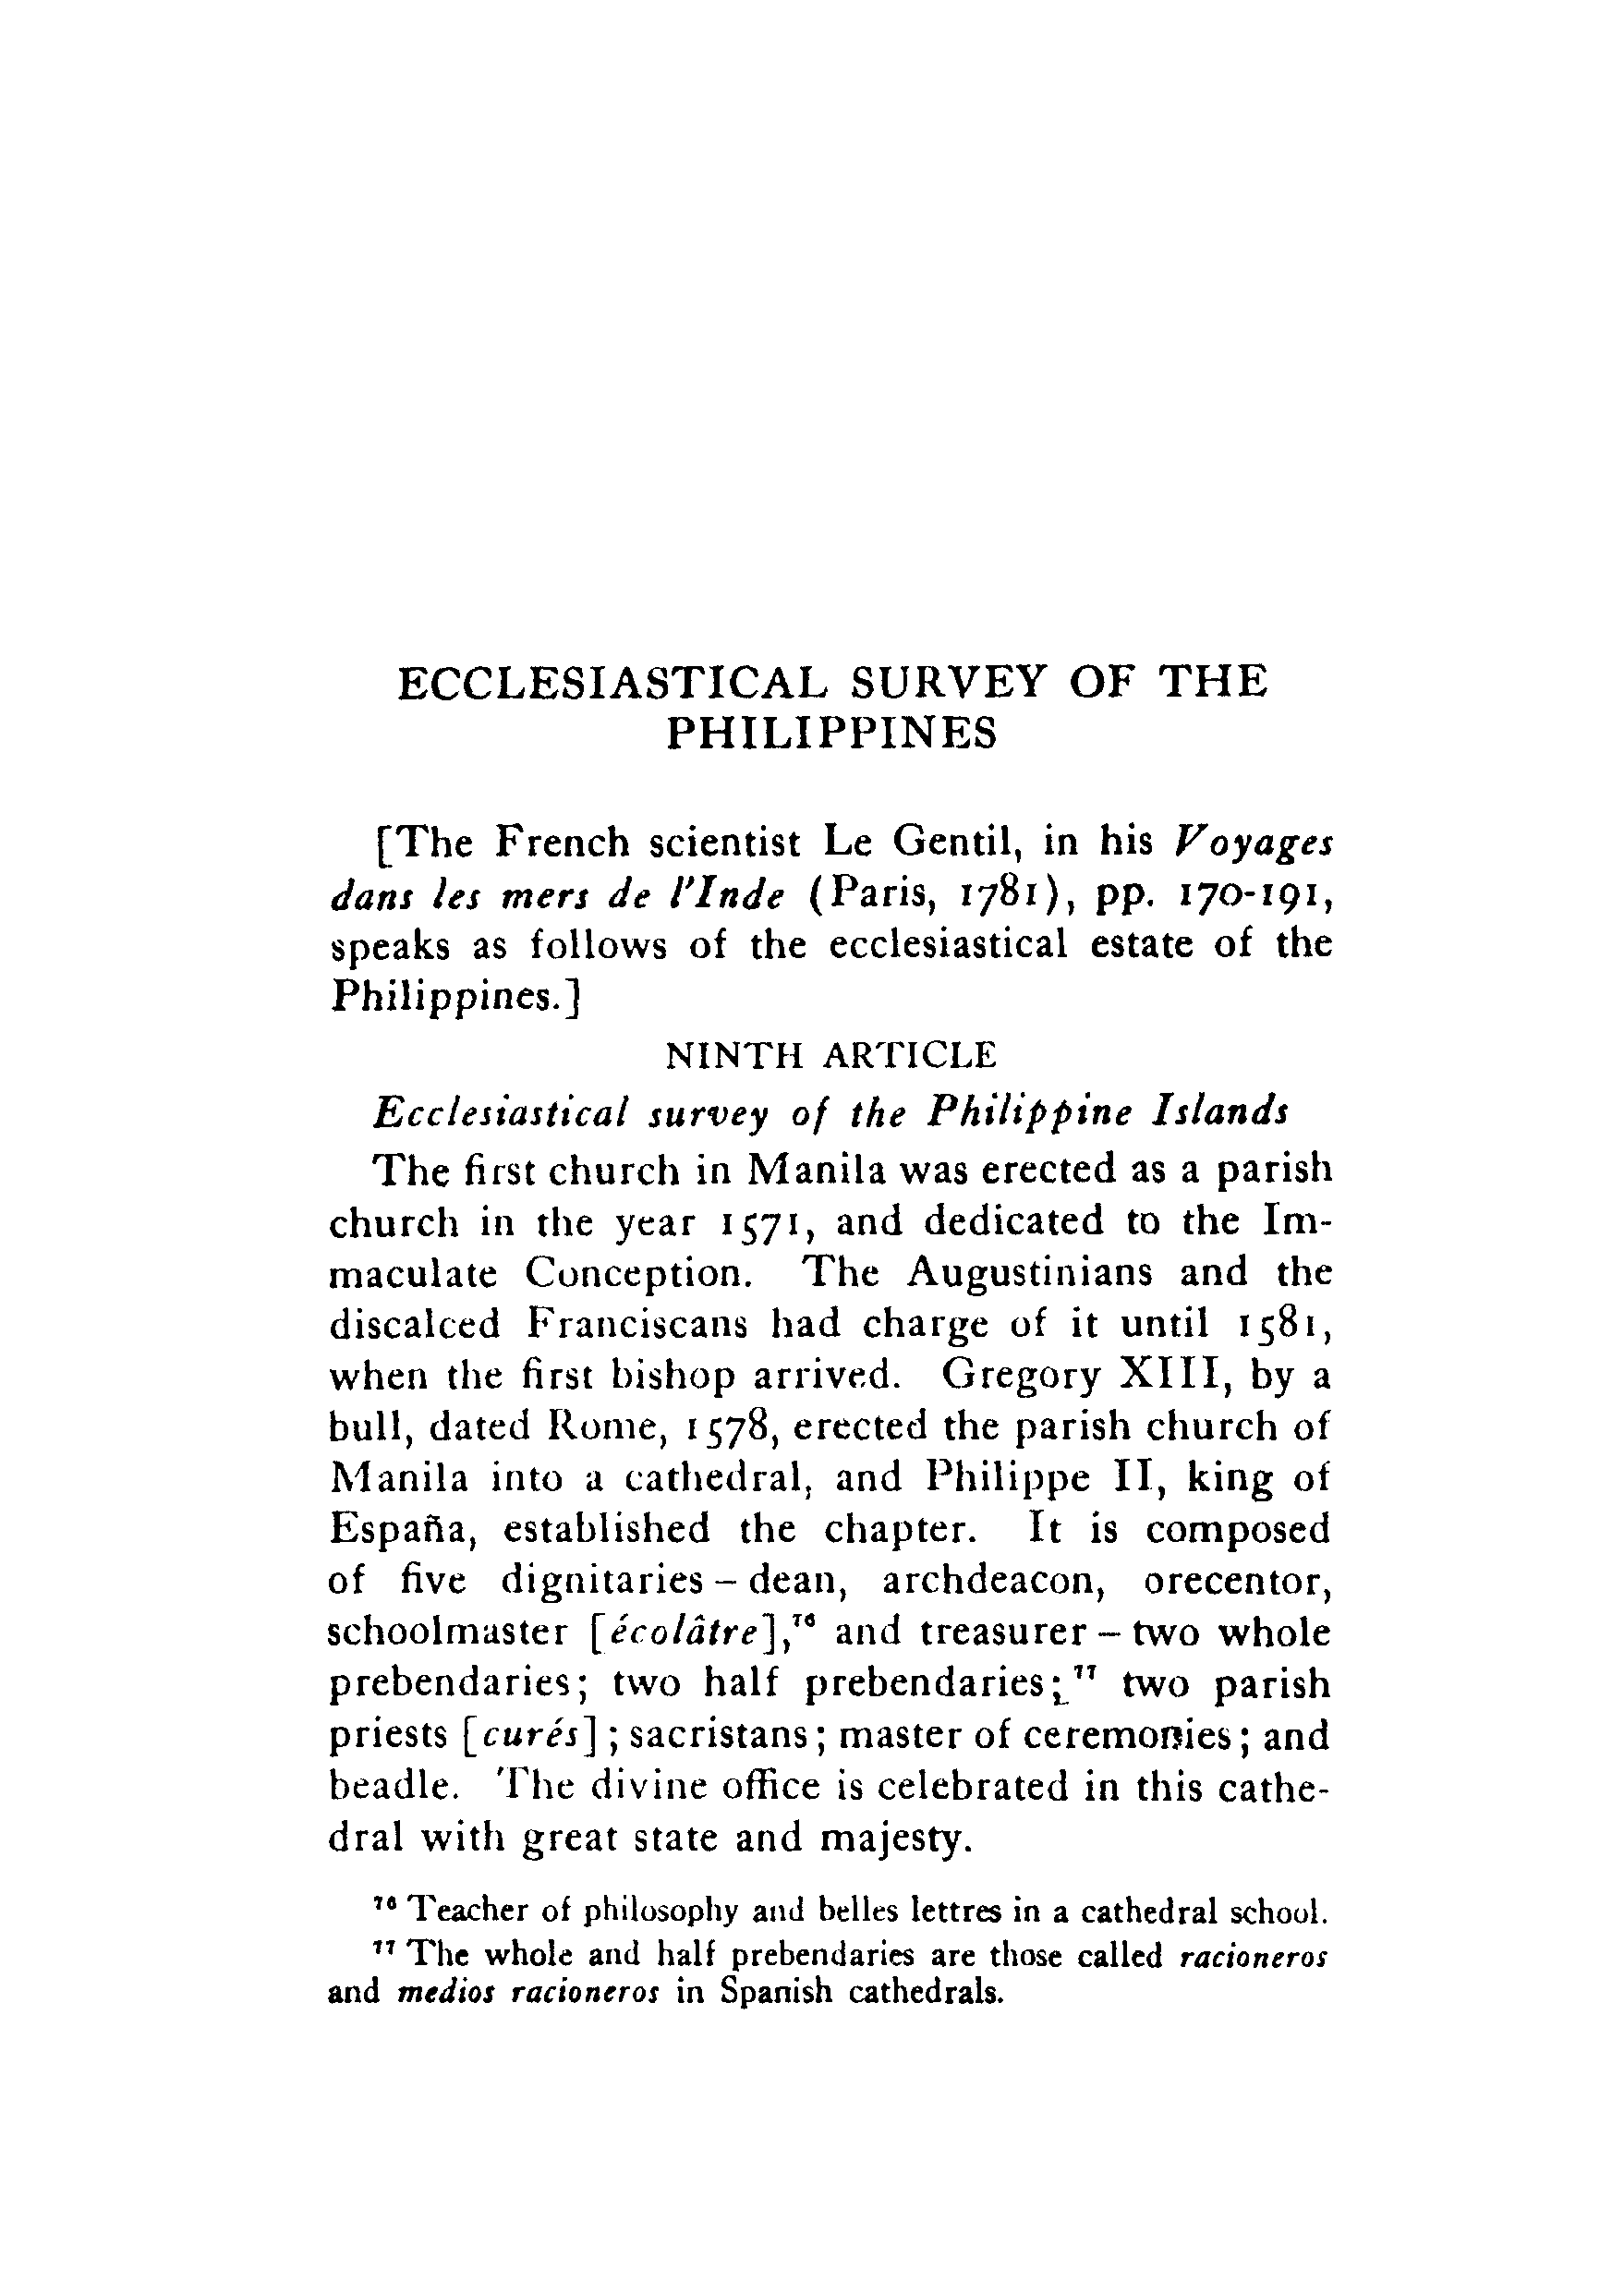 ECCLESIASTICAL SURVEY OF THE
PHILIPPINES
[The French scientist Le Gentil, in his Voyages
dans les mers de l'Inde (Paris, 1781), pp. 170-191,
speaks as follows of the ecclesiastical estate of the
Philippines.]
NINTH ARTICLE
Ecclesiastical survey of the Philippine Islands
The first church in Manila was erected as a parish
church in the year 1571, and dedicated to the Im-
maculate Conception. The Augustinians and the
discalced Franciscans had charge of it until 1581,
when the first bishop arrived. Gregory XIII, by a
bull, dated Rome, 1578, erected the parish church of
Manila into a cathedral, and Philippe II, king of
España, established the chapter. It is composed
of five dignitaries – dean, archdeacon, orecentor,
schoolmaster [écolâtre],⁷⁶ and treasurer – two whole
prebendaries; two half prebendaries;⁷⁷ two parish
priests [curés]; sacristans; master of ceremonies; and
beadle. The divine office is celebrated in this cathe-
dral with great state and majesty.
⁷⁶ Teacher of philosophy and belles lettres in a cathedral school.
⁷⁷ The whole and half prebendaries are those called racioneros
and medios racioneros in Spanish cathedrals.